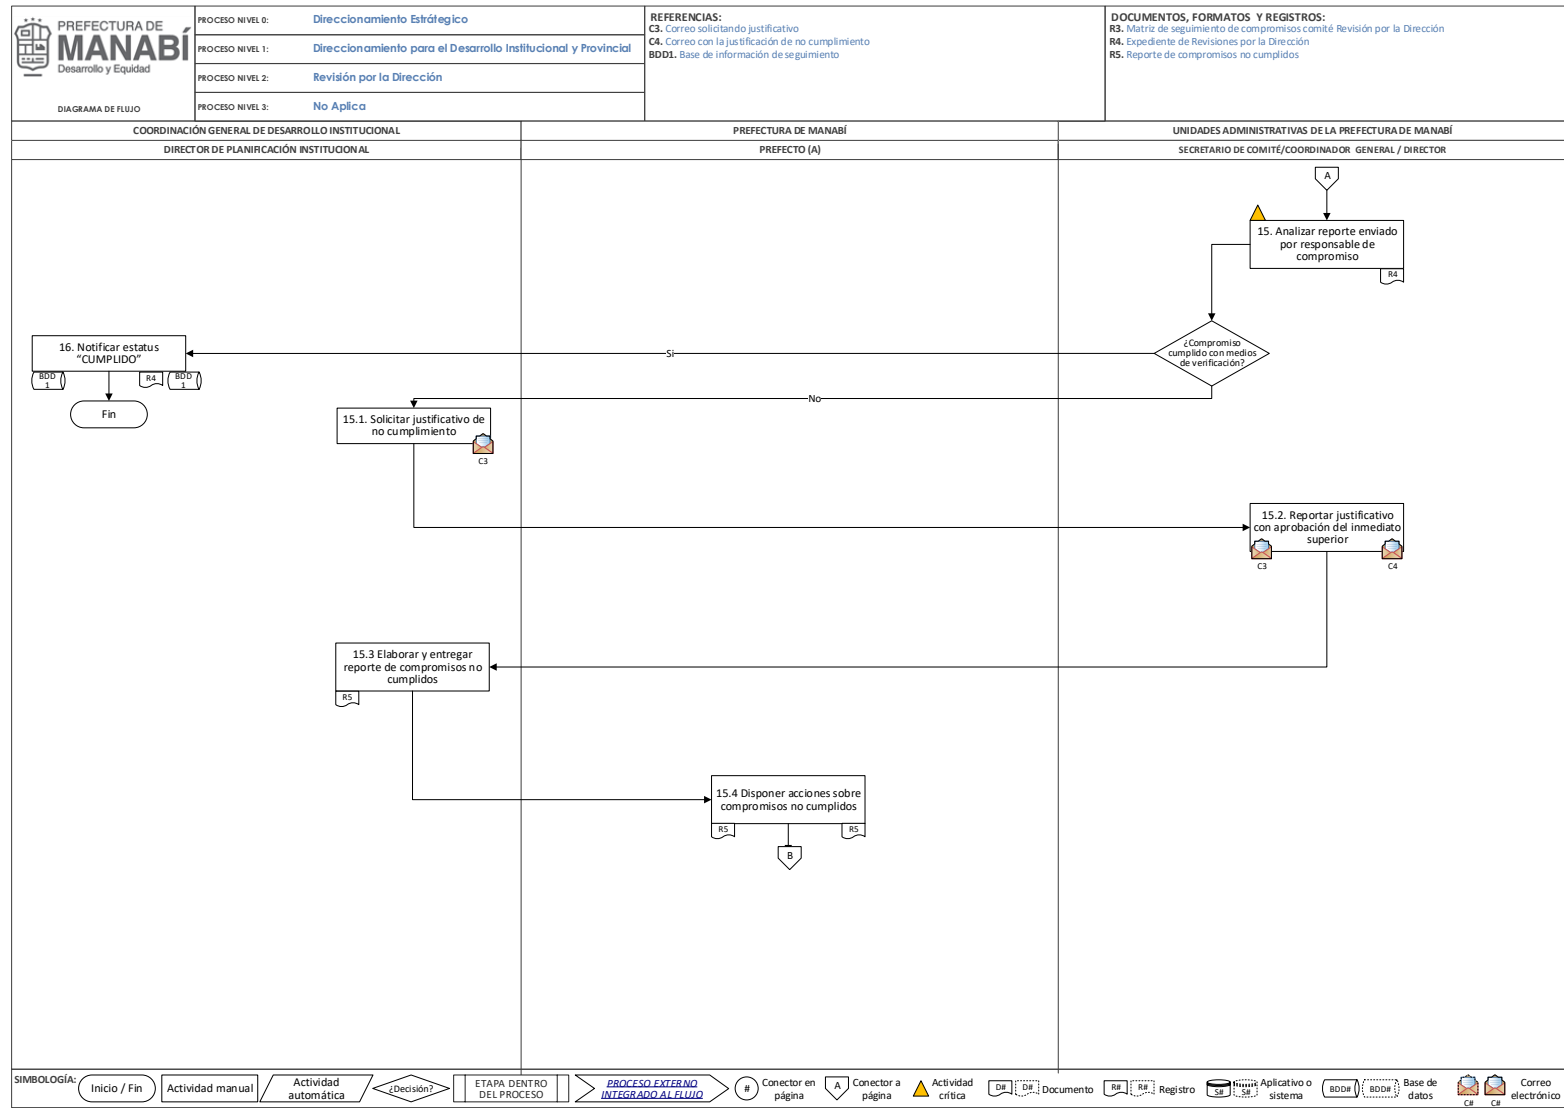 PREFECTURA DE
MANABÍ
Desarrollo y Equidad
DIAGRAMA DE FLUJO
PROCESO NIVEL 0: Direccionamiento Estrátegico
PROCESO NIVEL 1: Direccionamiento para el Desarrollo Institucional y Provincial
PROCESO NIVEL 2: Revisión por la Dirección
PROCESO NIVEL 3: No Aplica
REFERENCIAS:
C3. Correo solicitando justificativo
C4. Correo con la justificación de no cumplimiento
BDD1. Base de información de seguimiento
DOCUMENTOS, FORMATOS Y REGISTROS:
R3. Matriz de seguimiento de compromisos comité Revisión por la Dirección
R4. Expediente de Revisiones por la Dirección
R5. Reporte de compromisos no cumplidos
COORDINACIÓN GENERAL DE DESARROLLO INSTITUCIONAL
PREFECTURA DE MANABÍ
UNIDADES ADMINISTRATIVAS DE LA PREFECTURA DE MANABÍ
DIRECTOR DE PLANIFICACIÓN INSTITUCIONAL
PREFECTO (A)
SECRETARIO DE COMITÉ/COORDINADOR GENERAL / DIRECTOR
A
15. Analizar reporte enviado
por responsable de
compromiso
R4
¿Compromiso
cumplido con medios
de verificación?
Si
16. Notificar estatus
“CUMPLIDO”
BDD
1
R4
BDD
1
Fin
No
15.1. Solicitar justificativo de
no cumplimiento
C3
15.2. Reportar justificativo
con aprobación del inmediato
superior
C3
C4
15.3 Elaborar y entregar
reporte de compromisos no
cumplidos
R5
15.4 Disponer acciones sobre
compromisos no cumplidos
R5
R5
B
SIMBOLOGÍA:
Inicio / Fin
Actividad manual
Actividad
automática
¿Decisión?
ETAPA DENTRO
DEL PROCESO
PROCESO EXTERNO
INTEGRADO AL FLUJO
#
Conector en
página
A
Conector a
página
Actividad
crítica
D#
D#
Documento
R#
R#
Registro
S#
S#
Aplicativo o
sistema
BDD#
BDD#
Base de
datos
C#
C#
Correo
electrónico